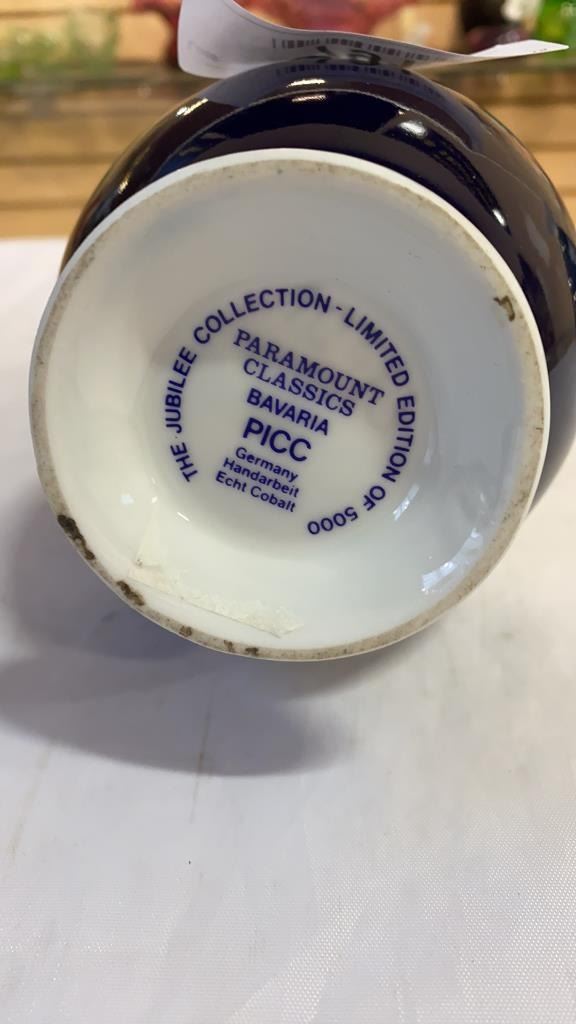 THE JUBILEE COLLECTION - LIMITED EDITION OF 5000
PARAMOUNT
CLASSICS
BAVARIA
PICC
Germany
Handarbeit
Echt Cobalt